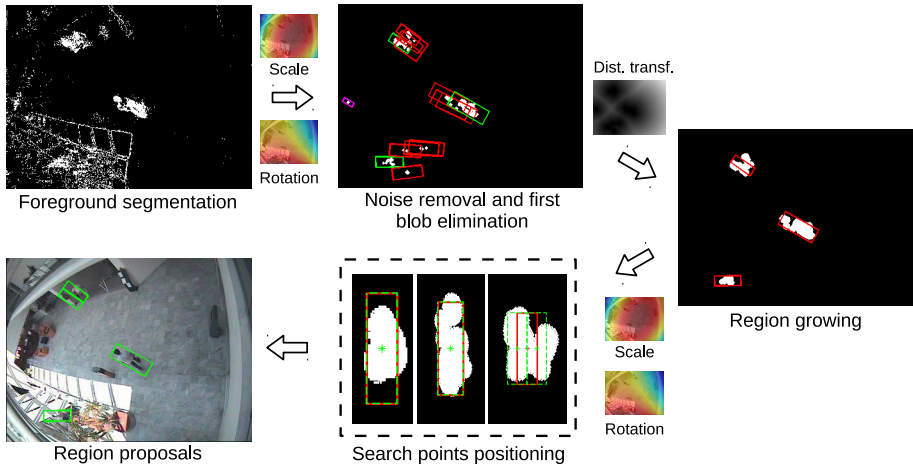 Scale
Rotation
Foreground segmentation
Noise removal and first
blob elimination
Dist. transf.
Region growing
Scale
Rotation
Search points positioning
Region proposals